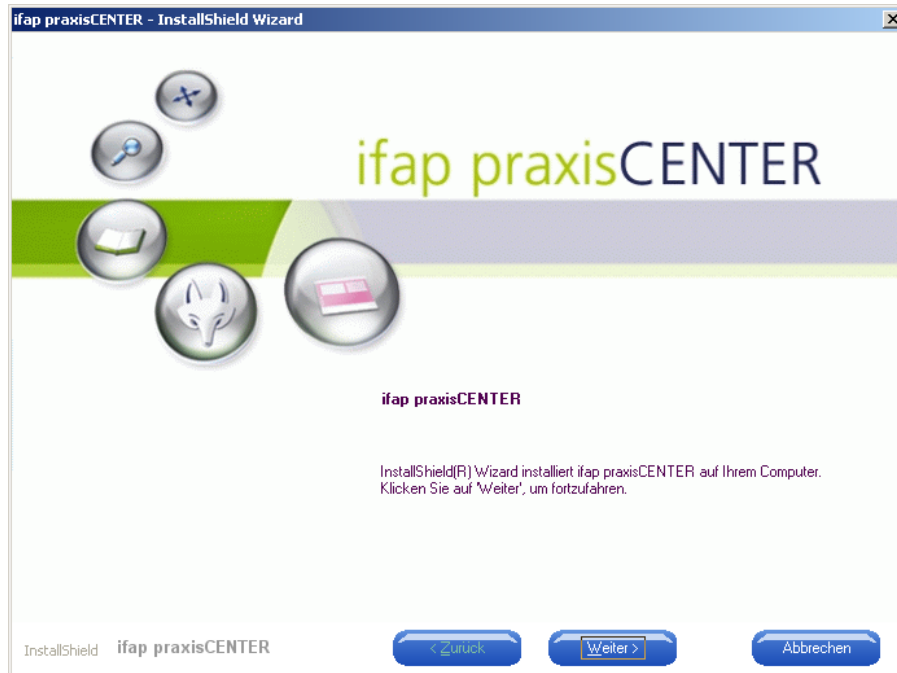 ifap praxisCENTER - InstallShield Wizard
ifap praxisCENTER
ifap praxisCENTER
InstallShield(R) Wizard installiert ifap praxisCENTER auf Ihrem Computer.
Klicken Sie auf 'Weiter', um fortzufahren.
InstallShield ifap praxisCENTER < Zurück Weiter > Abbrechen